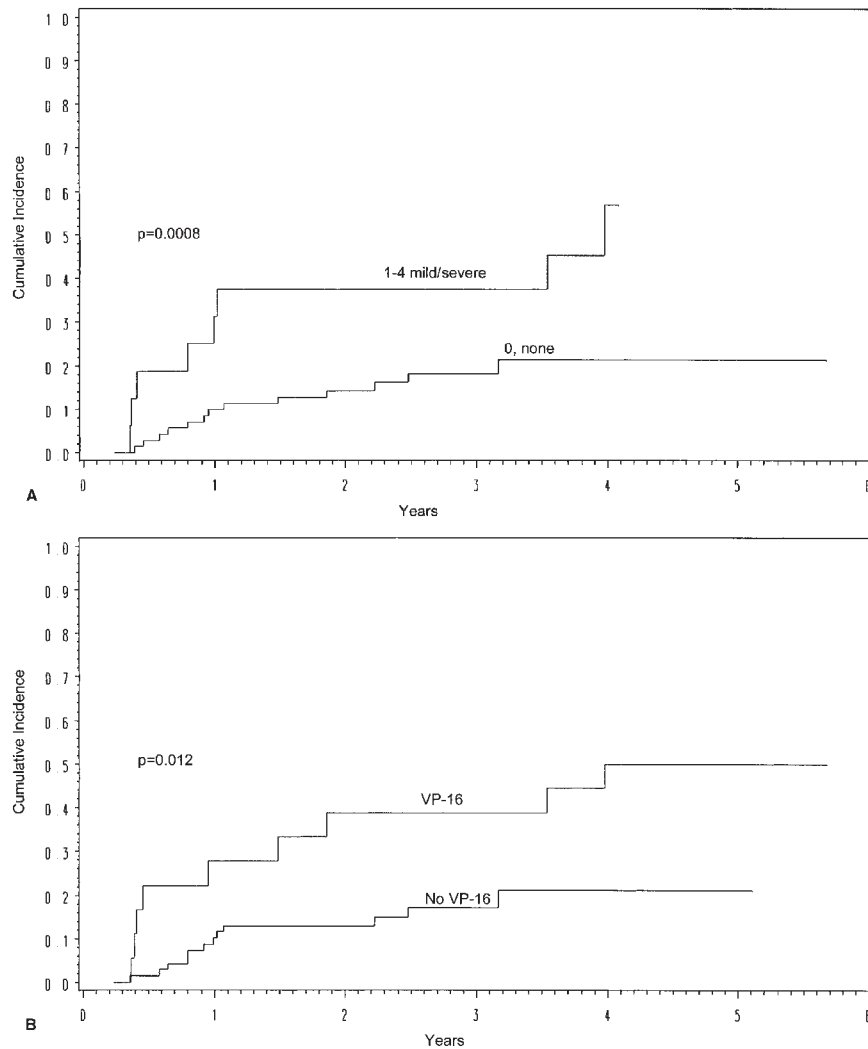 1.0
0.9
0.8
0.7
0.6
0.5
0.4
0.3
0.2
0.1
0.0
Cumulative Incidence
p=0.0008
1-4 mild/severe
0, none
0 1 2 3 4 5 6
A
Years
1.0
0.9
0.8
0.7
0.6
0.5
0.4
0.3
0.2
0.1
0.0
Cumulative Incidence
p=0.012
VP-16
No VP-16
0 1 2 3 4 5 6
B
Years